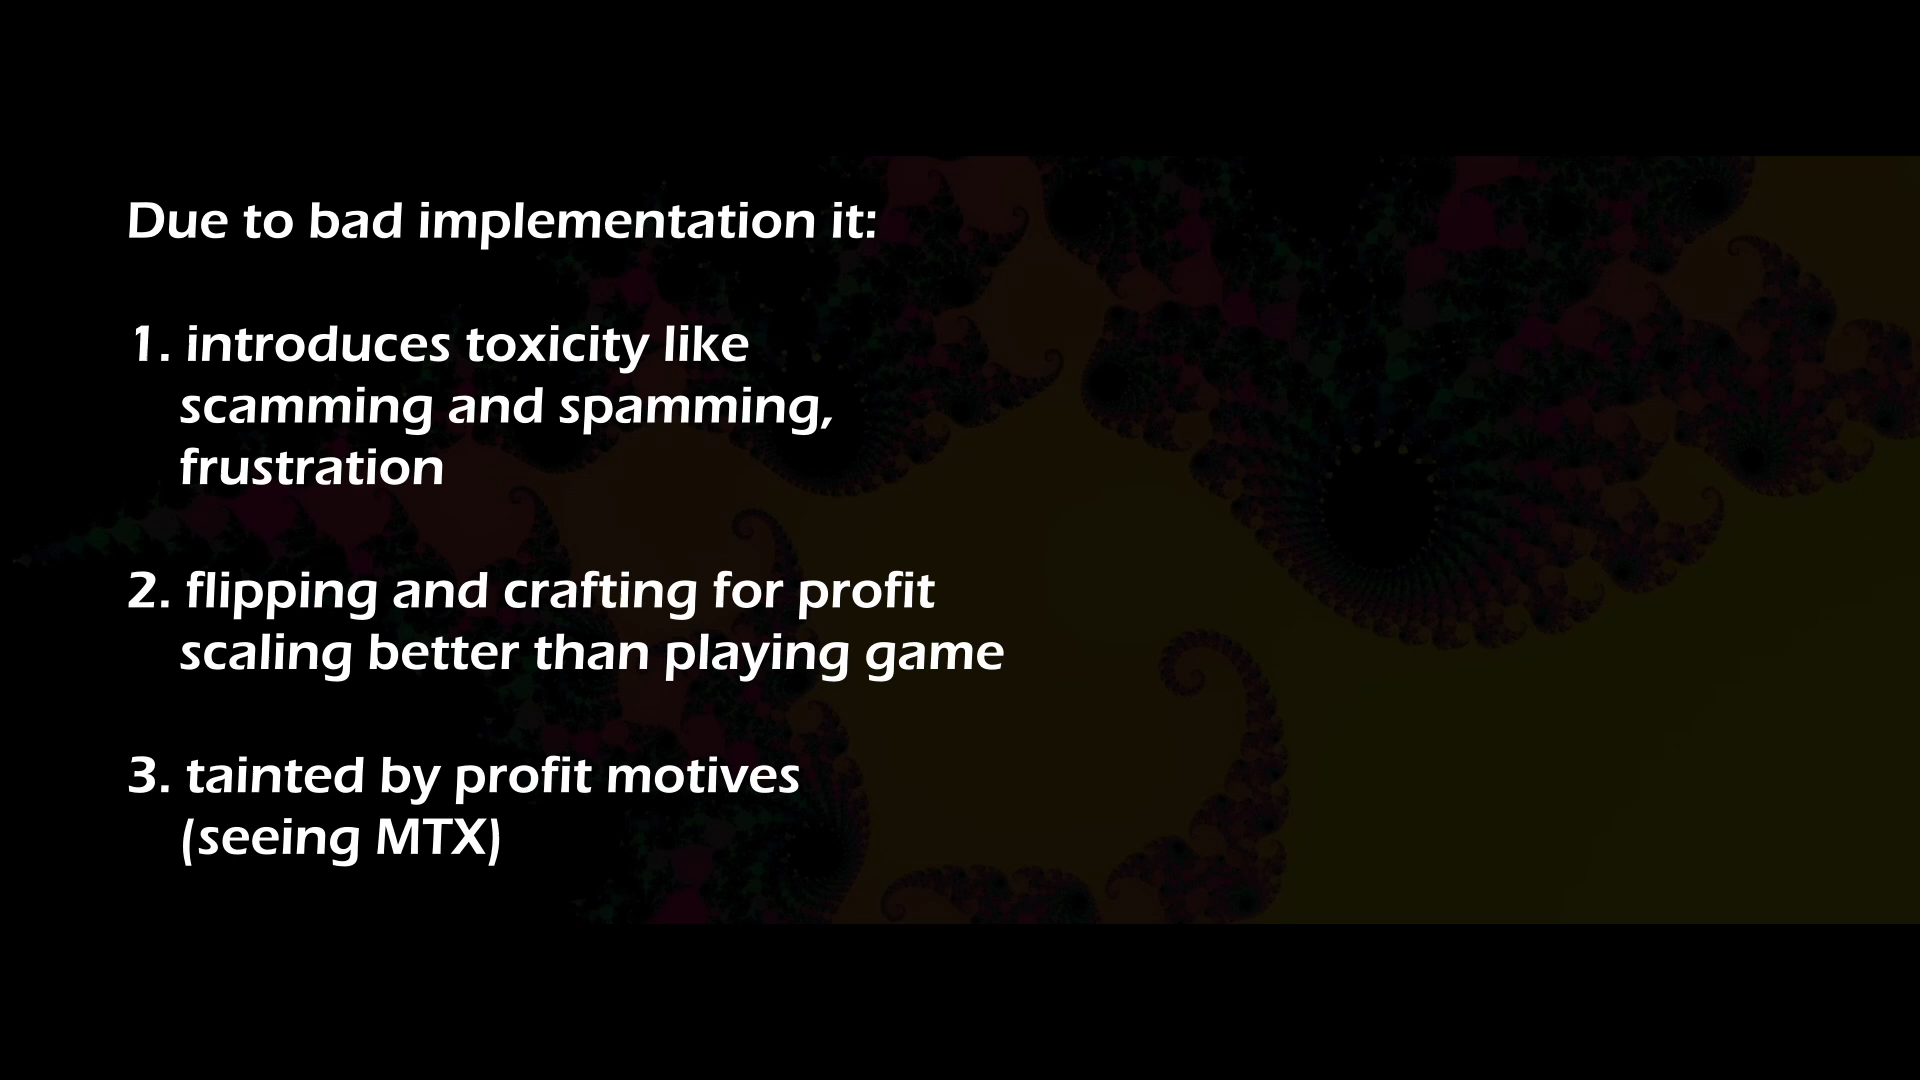 Due to bad implementation it:
1. introduces toxicity like
scamming and spamming,
frustration
2. flipping and crafting for profit
scaling better than playing game
3. tainted by profit motives
(seeing MTX)